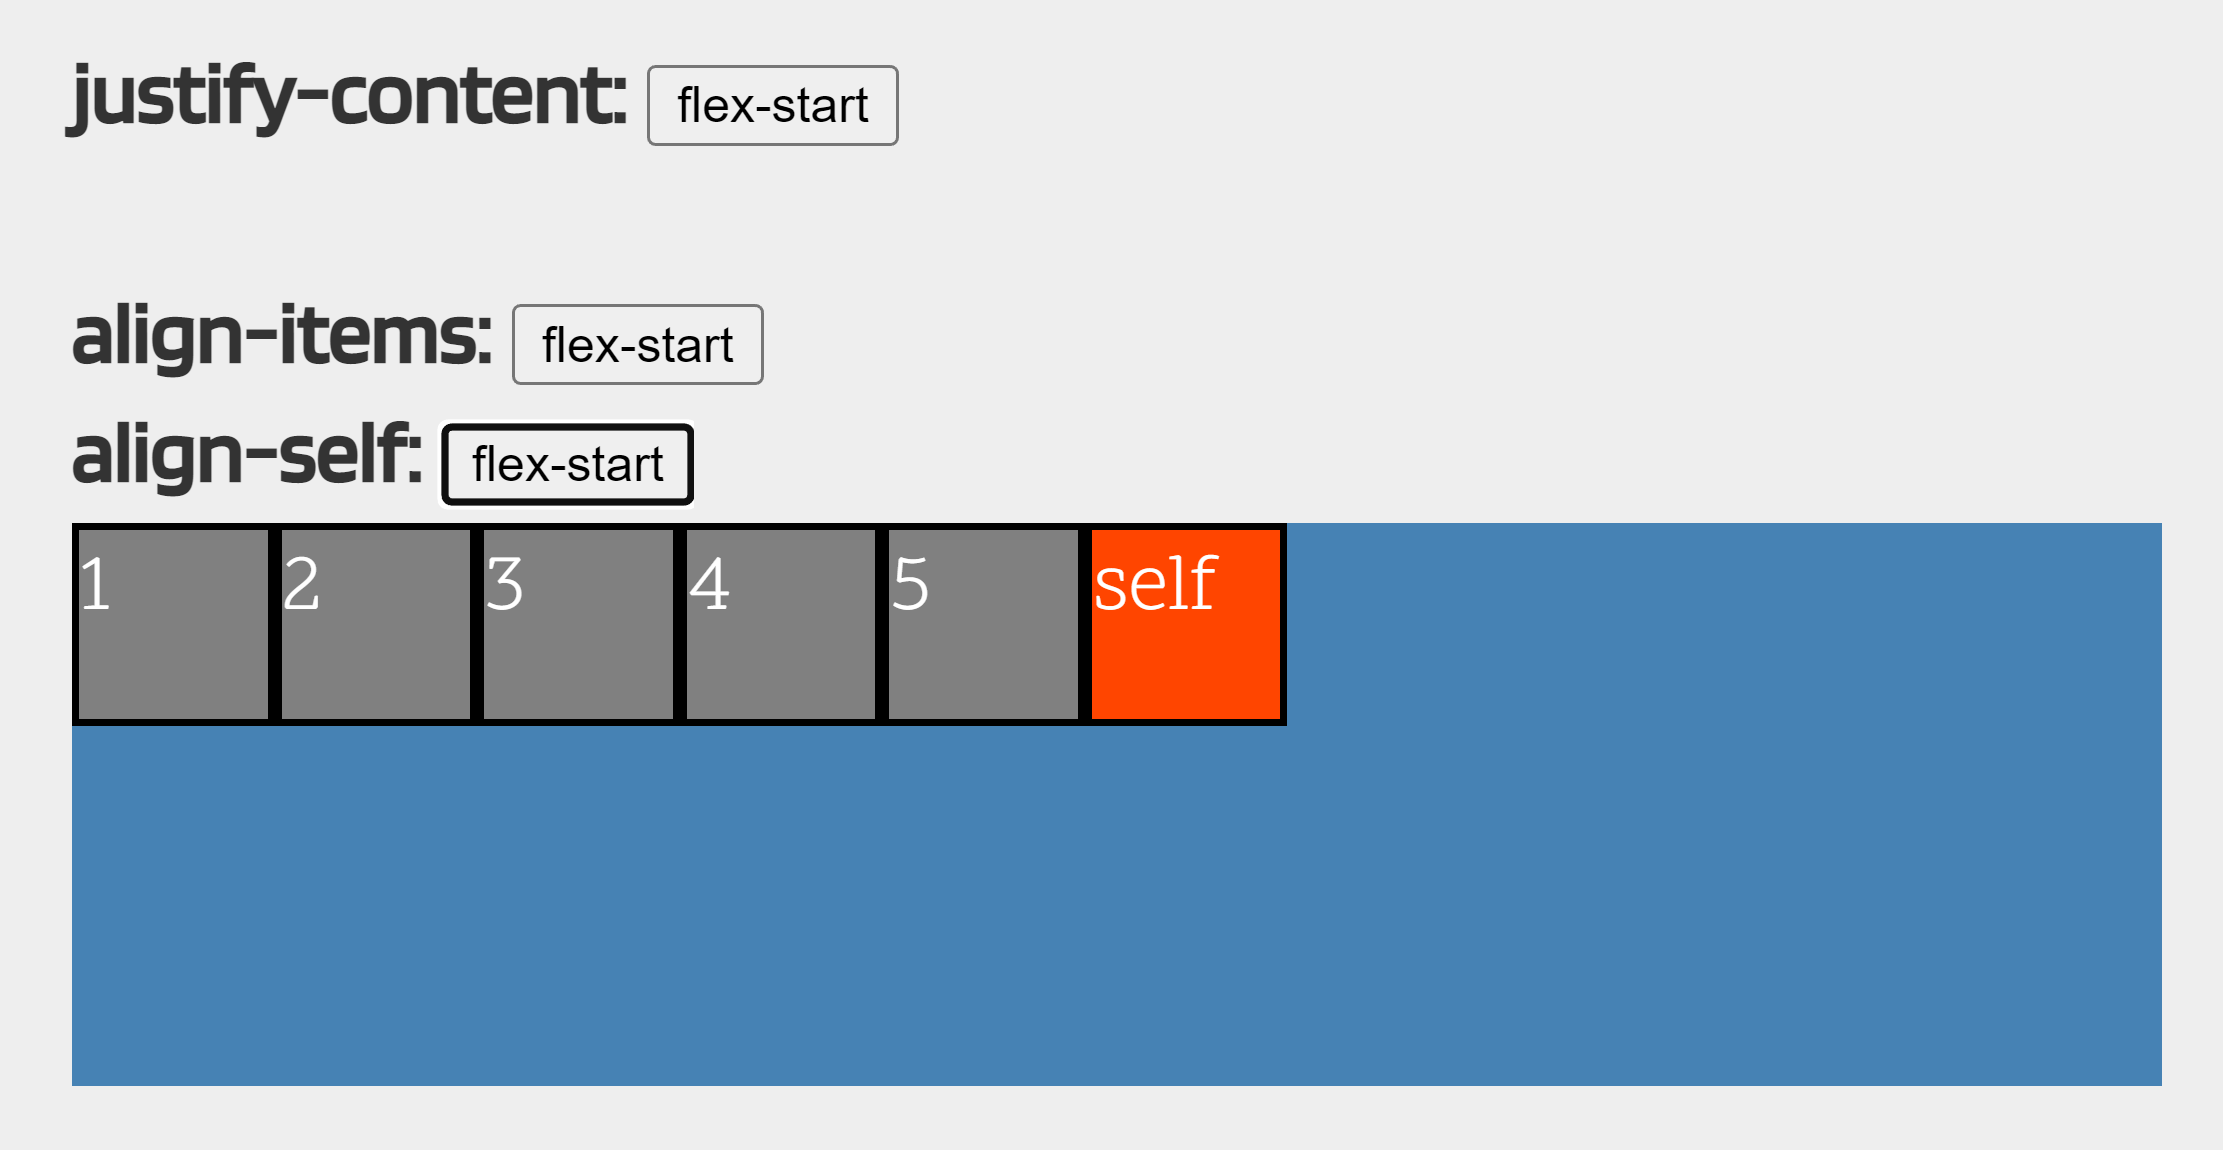 justify-content: flex-start
align-items: flex-start
align-self: flex-start
1 2 3 4 5 self